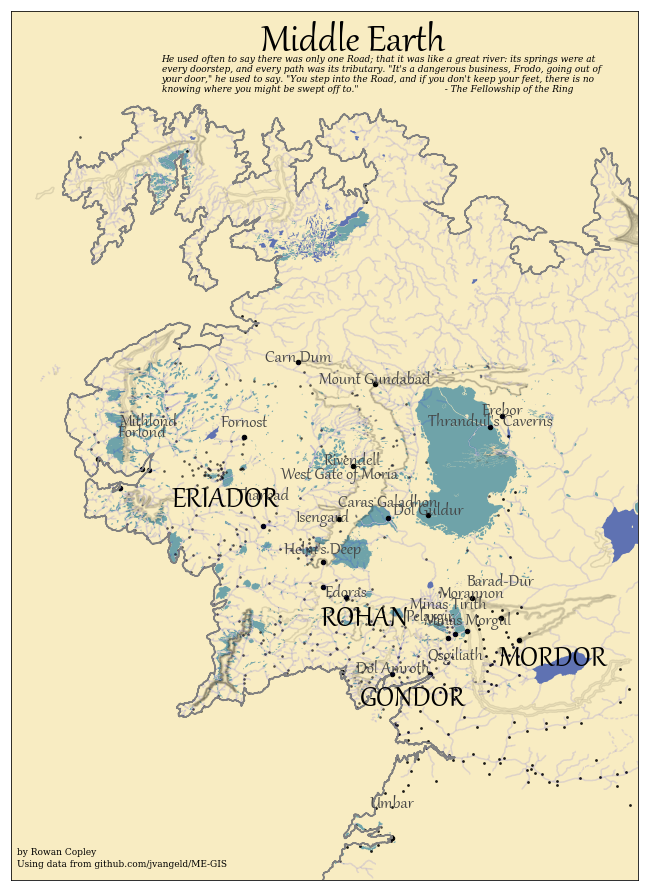 Middle Earth
He used often to say there was only one Road; that it was like a great river: its springs were at
every doorstep, and every path was its tributary. "It's a dangerous business, Frodo, going out of
your door," he used to say. "You step into the Road, and if you don't keep your feet, there is no
knowing where you might be swept off to." - The Fellowship of the Ring
Carn Dum
Mount Gundabad
Erebor
Mithlond
Fornost
Thranduil's Caverns
Forlond
Rivendell
West Gate of Moria
ERIADOR
Caras Galadhon
Dol Guldur
Isengard
Helm's Deep
Barad-Dur
Edoras
Morannon
Minas Tirith
ROHAN
Pelargir
Minas Morgul
Osgiliath
MORDOR
Dol Amroth
GONDOR
Umbar
by Rowan Copley
Using data from github.com/jvangeld/ME-GIS